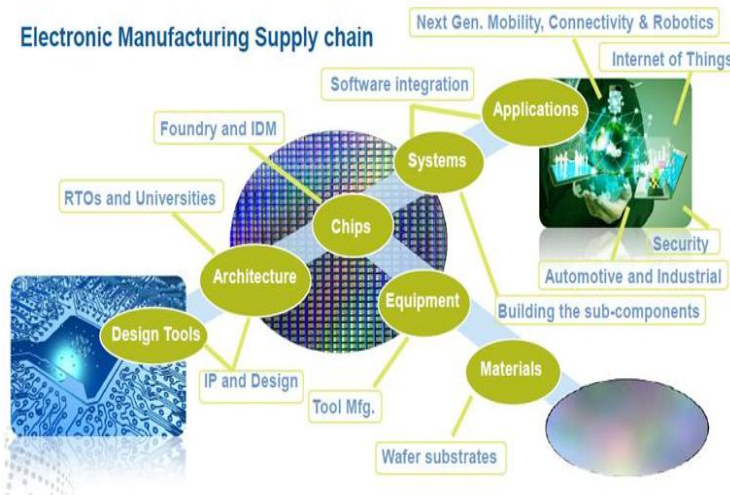 Electronic Manufacturing Supply chain
Next Gen. Mobility, Connectivity & Robotics
Internet of Things
Software integration
Applications
Foundry and IDM
Systems
RTOs and Universities
Chips
Security
Architecture
Automotive and Industrial
Equipment
Building the sub-components
Design Tools
Materials
IP and Design
Tool Mfg.
Wafer substrates